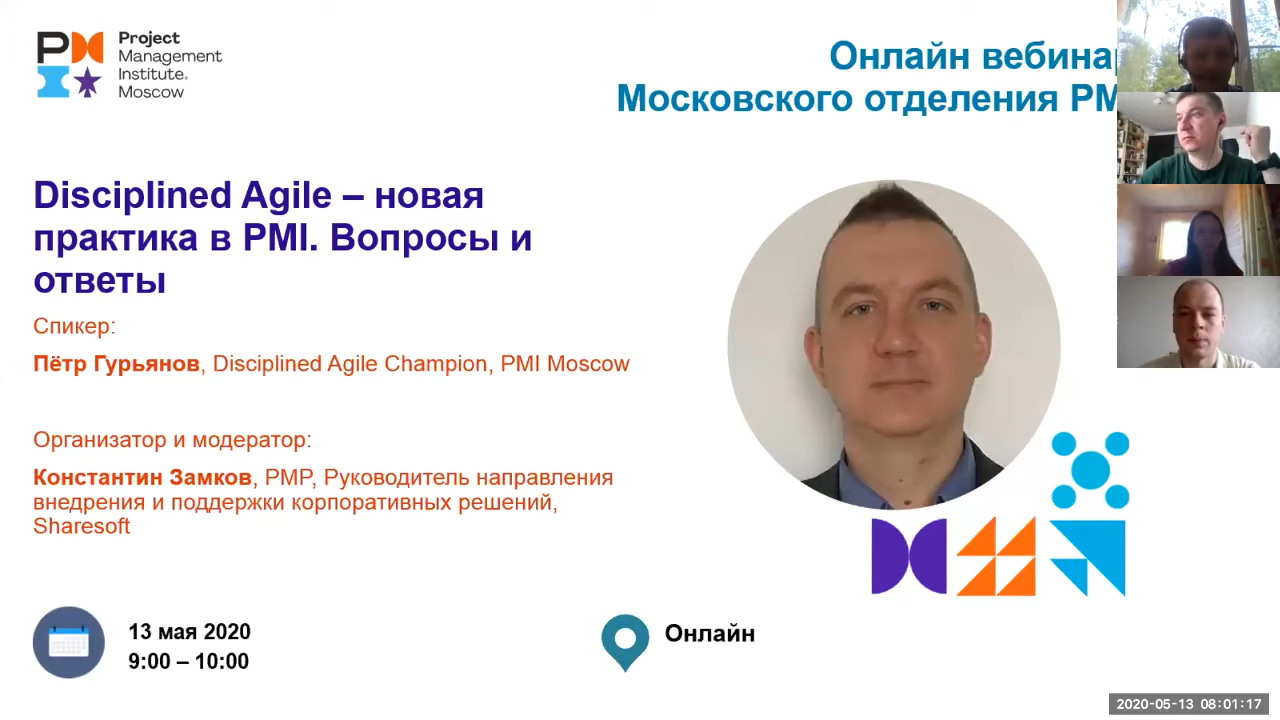 Project
Management
Institute.
Moscow
Онлайн вебина
Московского отделения PM
Disciplined Agile – новая
практика в PMI. Вопросы и
ответы
Спикер:
Пётр Гурьянов, Disciplined Agile Champion, PMI Moscow
Организатор и модератор:
Константин Замков, PMP, Руководитель направления
внедрения и поддержки корпоративных решений,
Sharesoft
13 мая 2020
9:00 – 10:00
Онлайн
2020-05-13 08:01:17